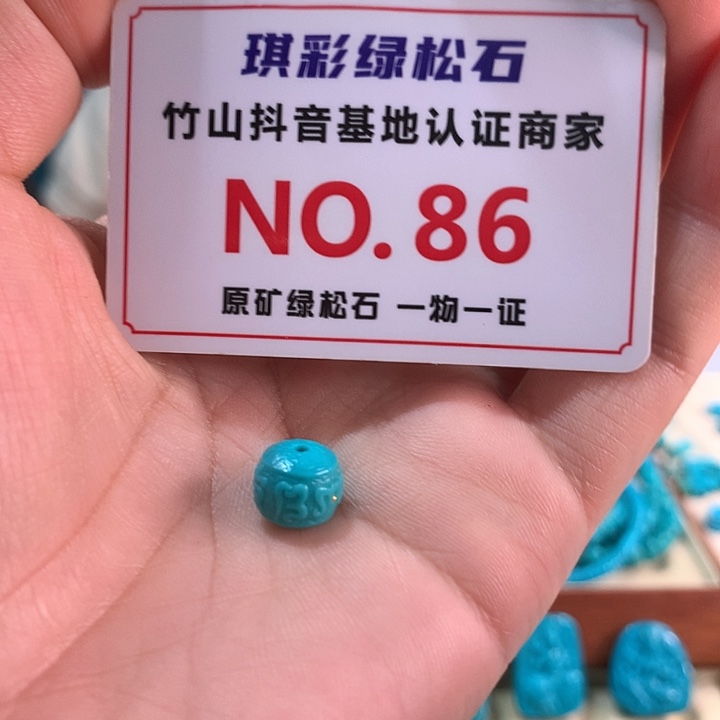 琪彩绿松石
竹山抖音基地认证商家
NO.86
原矿绿松石 一物一证